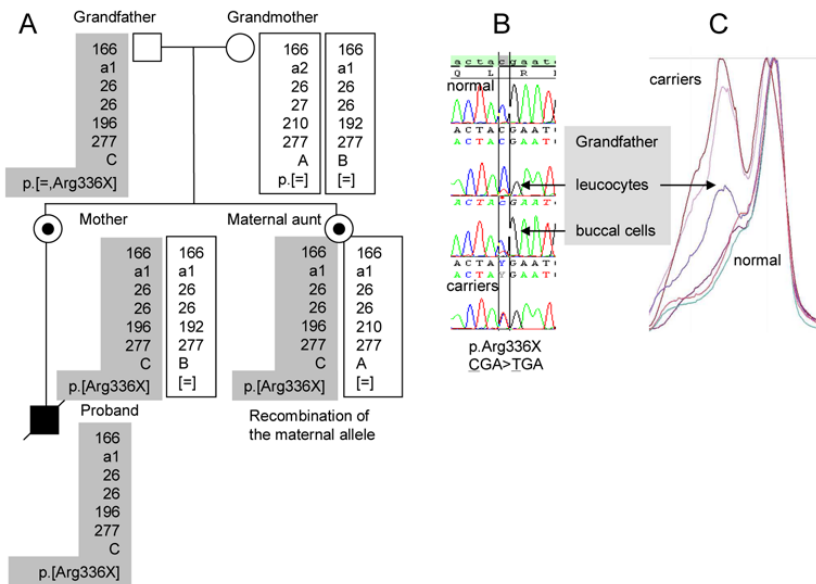 A
Grandfather
166
a1
26
26
196
277
C
p.[=,Arg336X]
Grandmother
166
a2
26
27
210
277
A
p.[=]
166
a1
26
26
192
277
B
[=]
Mother
166
a1
26
26
196
277
C
p.[Arg336X]
166
a1
26
26
192
277
B
[=]
Maternal aunt
166
a1
26
26
196
277
C
p.[Arg336X]
166
a1
26
26
210
277
A
[=]
Recombination of
the maternal allele
Proband
166
a1
26
26
196
277
C
p.[Arg336X]
B
a c t a c g a a t
Q L R
normal
A C T A C G A A T
A C T A C G A A T
A C T A C G A A T
A C T A Y G A A T
A C T A Y G A A T
carriers
p.Arg336X
CGA>TGA
Grandfather
leucocytes
buccal cells
C
carriers
normal